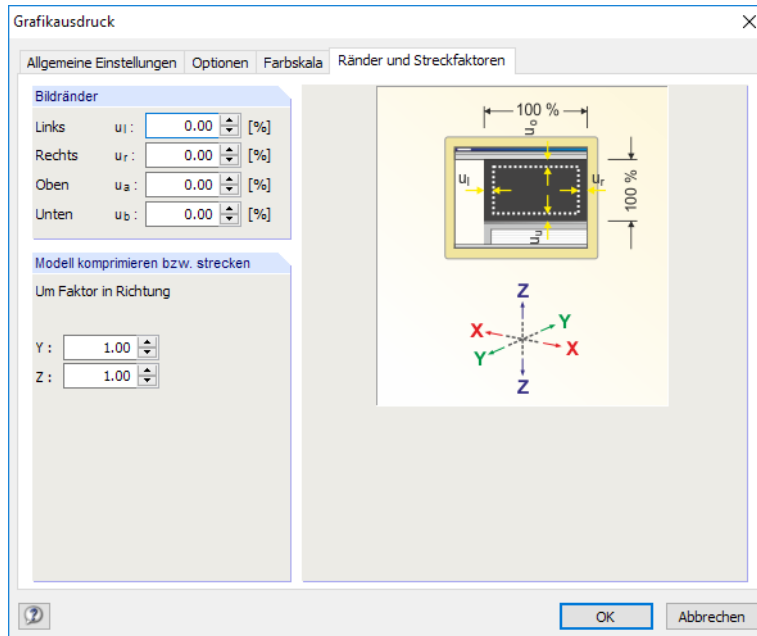 Grafikausdruck
Allgemeine Einstellungen Optionen Farbskala Ränder und Streckfaktoren
Bildränder
Links ul : 0.00 [%]
Rechts ur : 0.00 [%]
Oben ua : 0.00 [%]
Unten ub : 0.00 [%]
Modell komprimieren bzw. strecken
Um Faktor in Richtung
Y : 1.00
Z : 1.00
100 %
uo
ul
ur
100 %
uu
Z
X
Y
Y
X
Z
OK Abbrechen